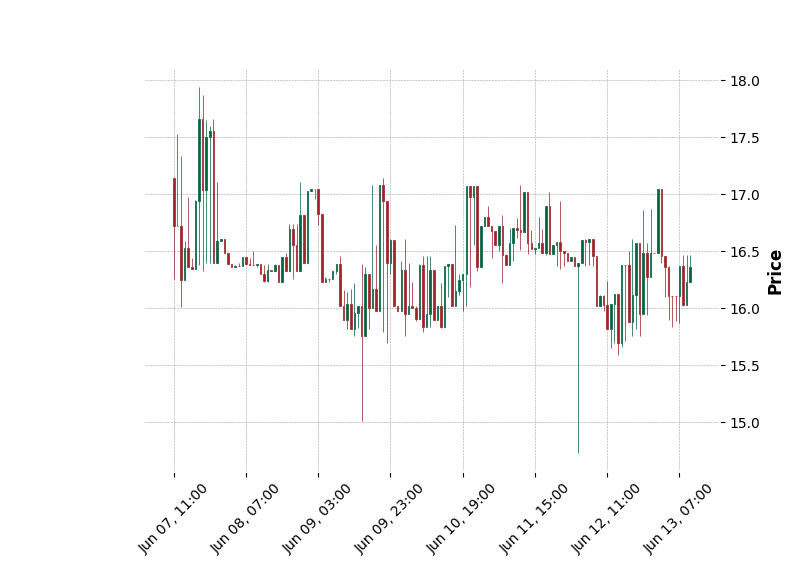 18.0
17.5
17.0
16.5
16.0
15.5
15.0
Price
Jun 07, 11:00
Jun 08, 07:00
Jun 09, 03:00
Jun 09, 23:00
Jun 10, 19:00
Jun 11, 15:00
Jun 12, 11:00
Jun 13, 07:00